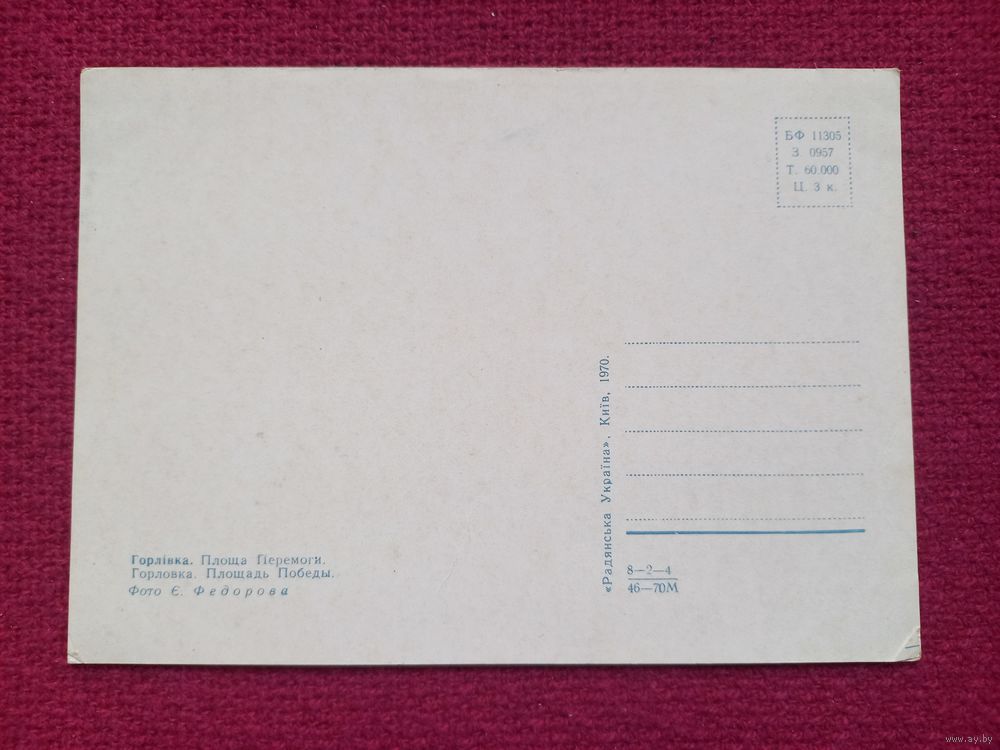 БФ 11305
З. 0957
Т. 60.000
Ц. 3 к.
«Радянська Україна», Київ, 1970.
Горлівка. Площа Перемоги.
Горловка. Площадь Победы.
Фото Є. Федорова
8—2—4
46—70М
www.ay.by